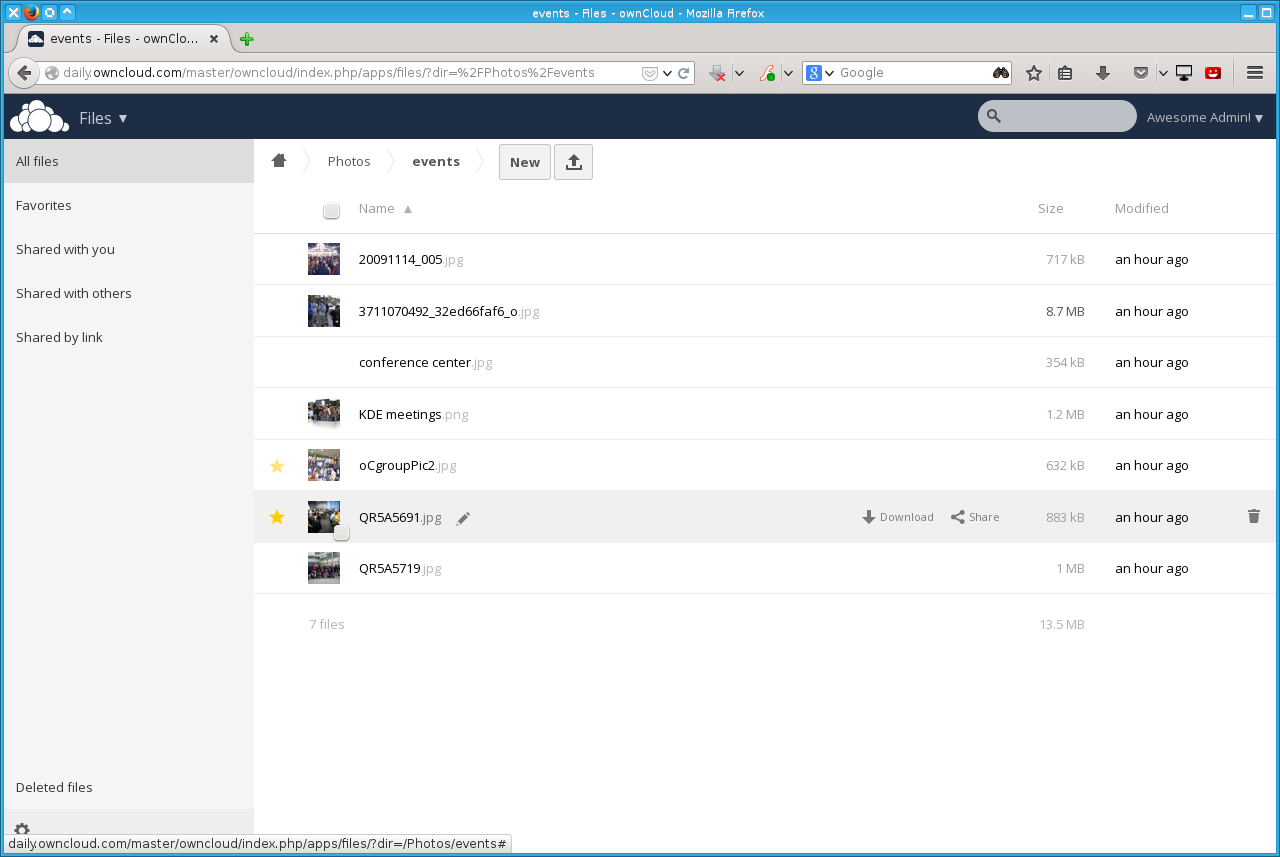 events - Files - ownCloud - Mozilla Firefox
events - Files - ownClo...
daily.owncloud.com/master/owncloud/index.php/apps/files/?dir=%2FPhotos%2Fevents
8 Google
Files ▼
Awesome Admin! ▼
All files
Favorites
Shared with you
Shared with others
Shared by link
Deleted files
Photos events New
Name ▲ Size Modified
20091114_005.jpg 717 kB an hour ago
3711070492_32ed66faf6_o.jpg 8.7 MB an hour ago
conference center.jpg 354 kB an hour ago
KDE meetings.png 1.2 MB an hour ago
oCgroupPic2.jpg 632 kB an hour ago
QR5A5691.jpg Download Share 883 kB an hour ago
QR5A5719.jpg 1 MB an hour ago
7 files 13.5 MB
daily.owncloud.com/master/owncloud/index.php/apps/files/?dir=/Photos/events#